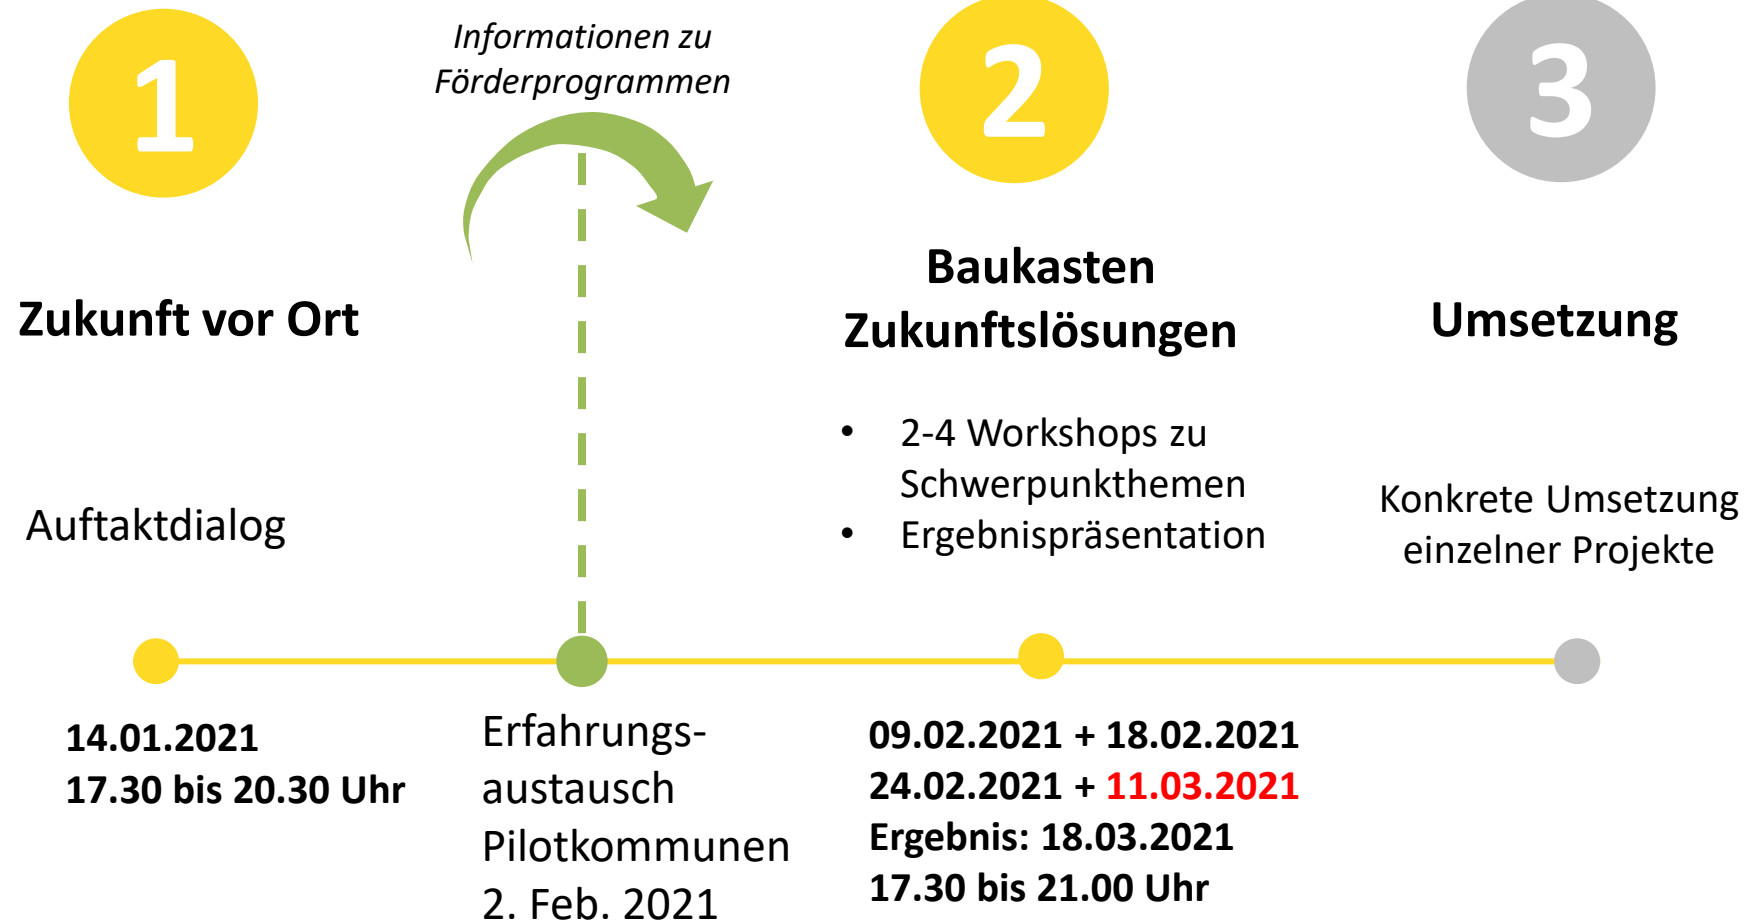 1
Zukunft vor Ort
Auftaktdialog
14.01.2021
17.30 bis 20.30 Uhr
Informationen zu
Förderprogrammen
Erfahrungs-
austausch
Pilotkommunen
2. Feb. 2021
2
Baukasten
Zukunftslösungen
• 2-4 Workshops zu
Schwerpunkthemen
• Ergebnispräsentation
09.02.2021 + 18.02.2021
24.02.2021 + 11.03.2021
Ergebnis: 18.03.2021
17.30 bis 21.00 Uhr
3
Umsetzung
Konkrete Umsetzung
einzelner Projekte